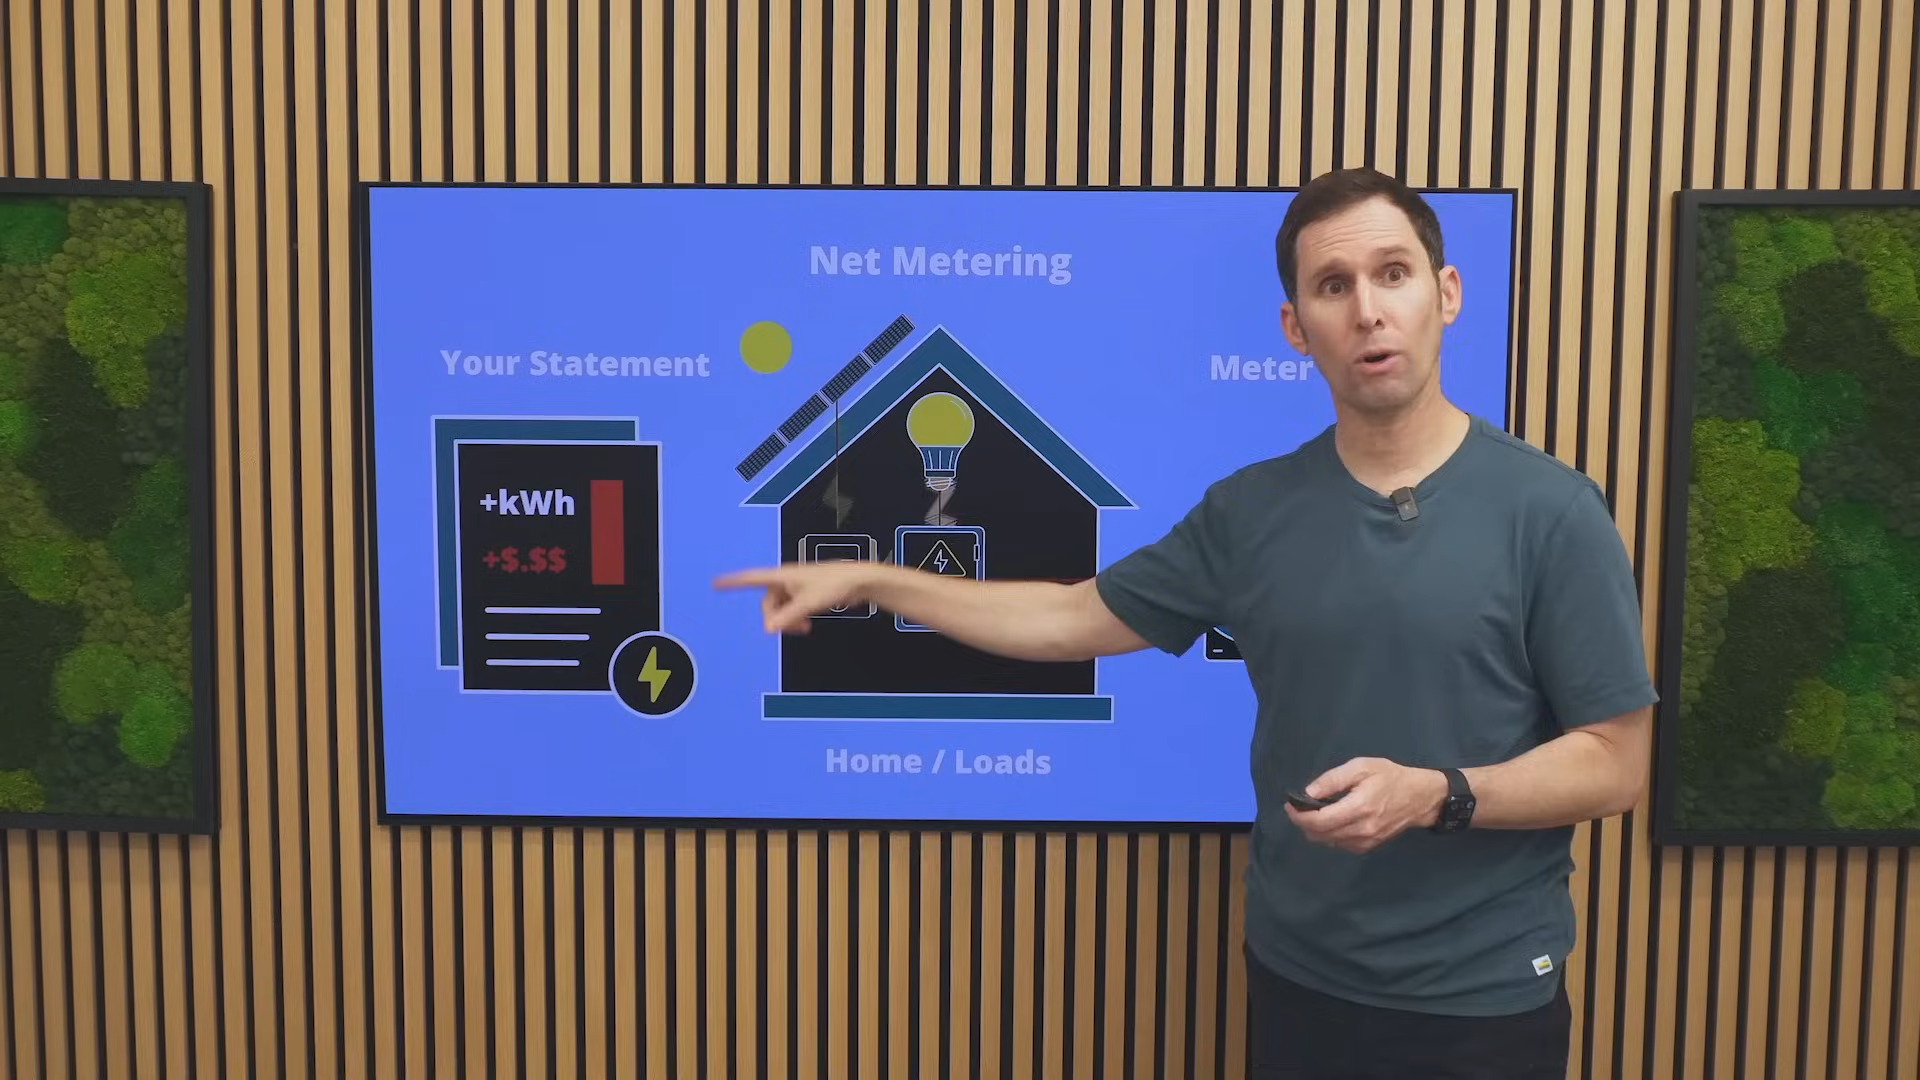 Net Metering
Your Statement
Meter
+kWh
+$.$$
Home / Loads